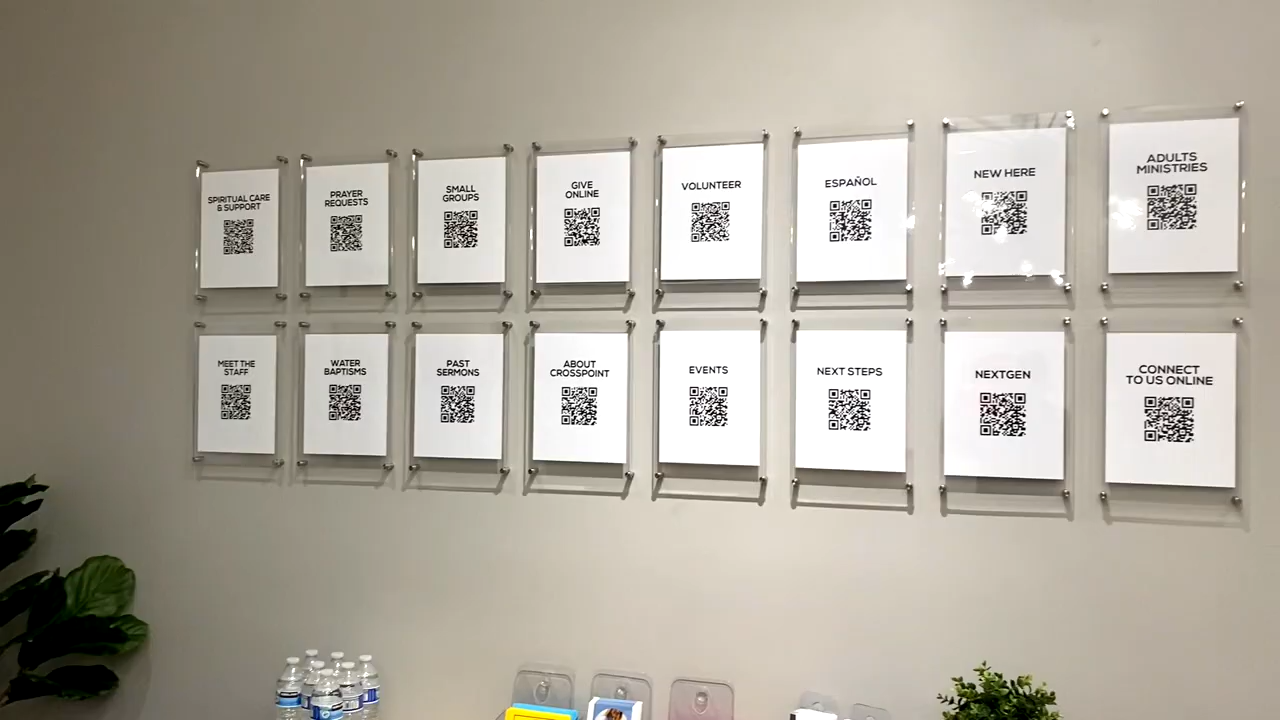 SPIRITUAL CARE
& SUPPORT
PRAYER
REQUESTS
SMALL
GROUPS
GIVE
ONLINE
VOLUNTEER
ESPAÑOL
NEW HERE
ADULTS
MINISTRIES
MEET THE
STAFF
WATER
BAPTISMS
PAST
SERMONS
ABOUT
CROSSPOINT
EVENTS
NEXT STEPS
NEXTGEN
CONNECT
TO US ONLINE